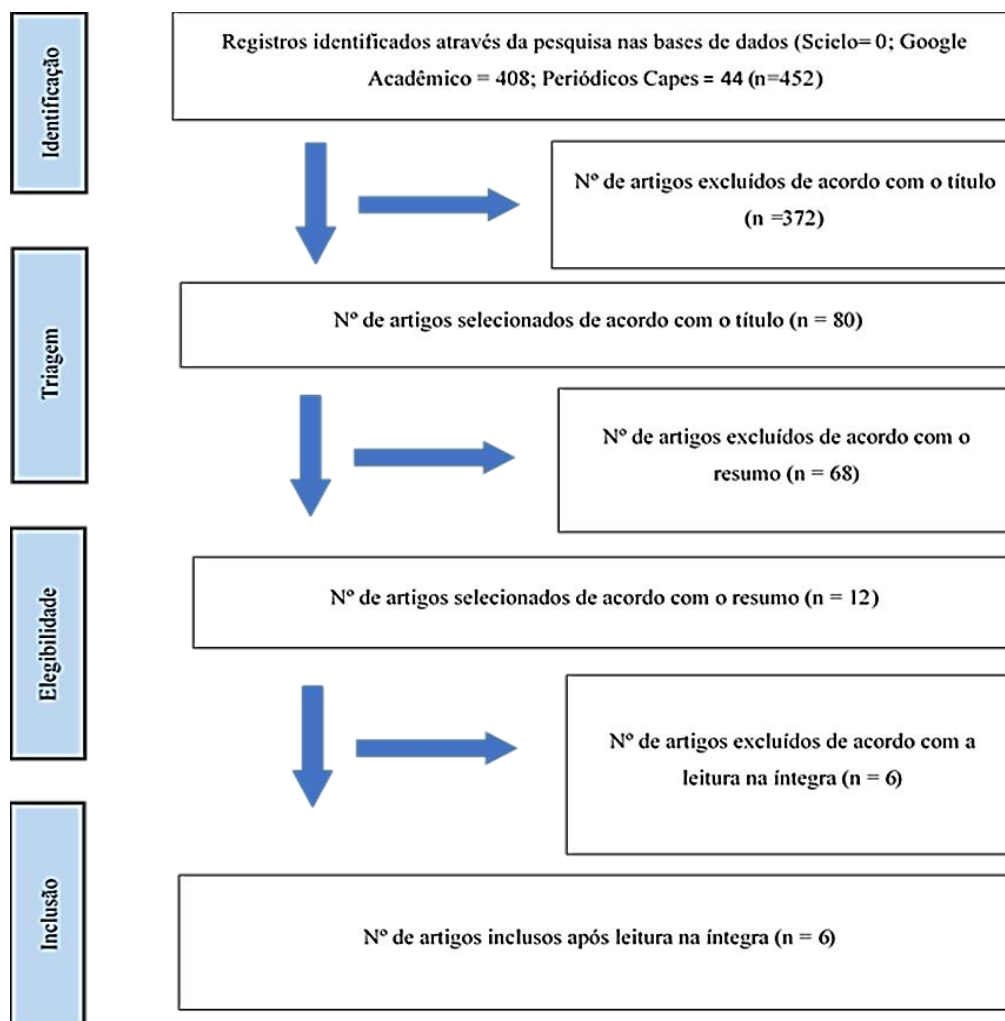 Identificação
Registros identificados através da pesquisa nas bases de dados (Scielo= 0; Google
Acadêmico = 408; Periódicos Capes = 44 (n=452)
Nº de artigos excluídos de acordo com o título
(n =372)
Triagem
Nº de artigos selecionados de acordo com o título (n = 80)
Nº de artigos excluídos de acordo com o
resumo (n = 68)
Elegibilidade
Nº de artigos selecionados de acordo com o resumo (n = 12)
Nº de artigos excluídos de acordo com a
leitura na íntegra (n = 6)
Inclusão
Nº de artigos inclusos após leitura na íntegra (n = 6)